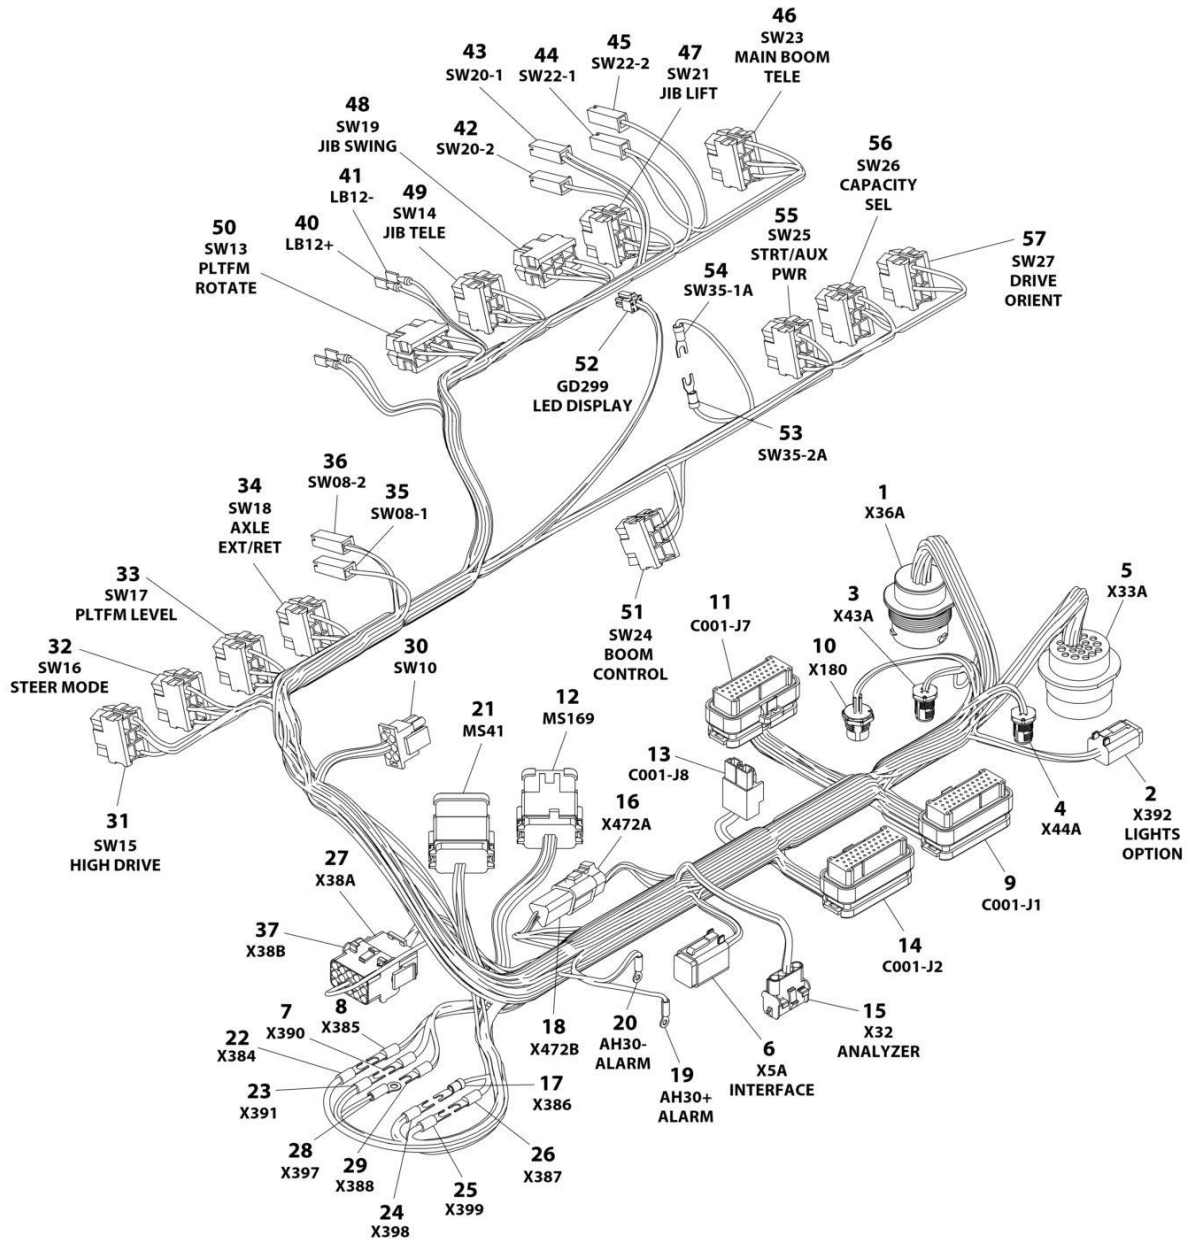 46
SW23
MAIN BOOM
TELE
45
SW22-2
47
SW21
JIB LIFT
43
SW20-1
44
SW22-1
48
SW19
JIB SWING
42
SW20-2
56
SW26
CAPACITY
SEL
41
LB12-
49
SW14
JIB TELE
55
SW25
STRT/AUX
PWR
50
SW13
PLTFM
ROTATE
40
LB12+
57
SW27
DRIVE
ORIENT
54
SW35-1A
52
GD299
LED DISPLAY
53
SW35-2A
36
SW08-2
34
SW18
AXLE
EXT/RET
35
SW08-1
1
X36A
33
SW17
PLTFM LEVEL
51
SW24
BOOM
CONTROL
11
C001-J7
3
X43A
5
X33A
32
SW16
STEER MODE
30
SW10
10
X180
21
MS41
12
MS169
13
C001-J8
16
X472A
4
X44A
2
X392
LIGHTS
OPTION
31
SW15
HIGH DRIVE
27
X38A
9
C001-J1
37
X38B
14
C001-J2
7
X390
8
X385
22
X384
18
X472B
20
AH30-
ALARM
15
X32
ANALYZER
6
X5A
INTERFACE
19
AH30+
ALARM
23
X391
17
X386
28
X397
29
X388
26
X387
25
X399
24
X398